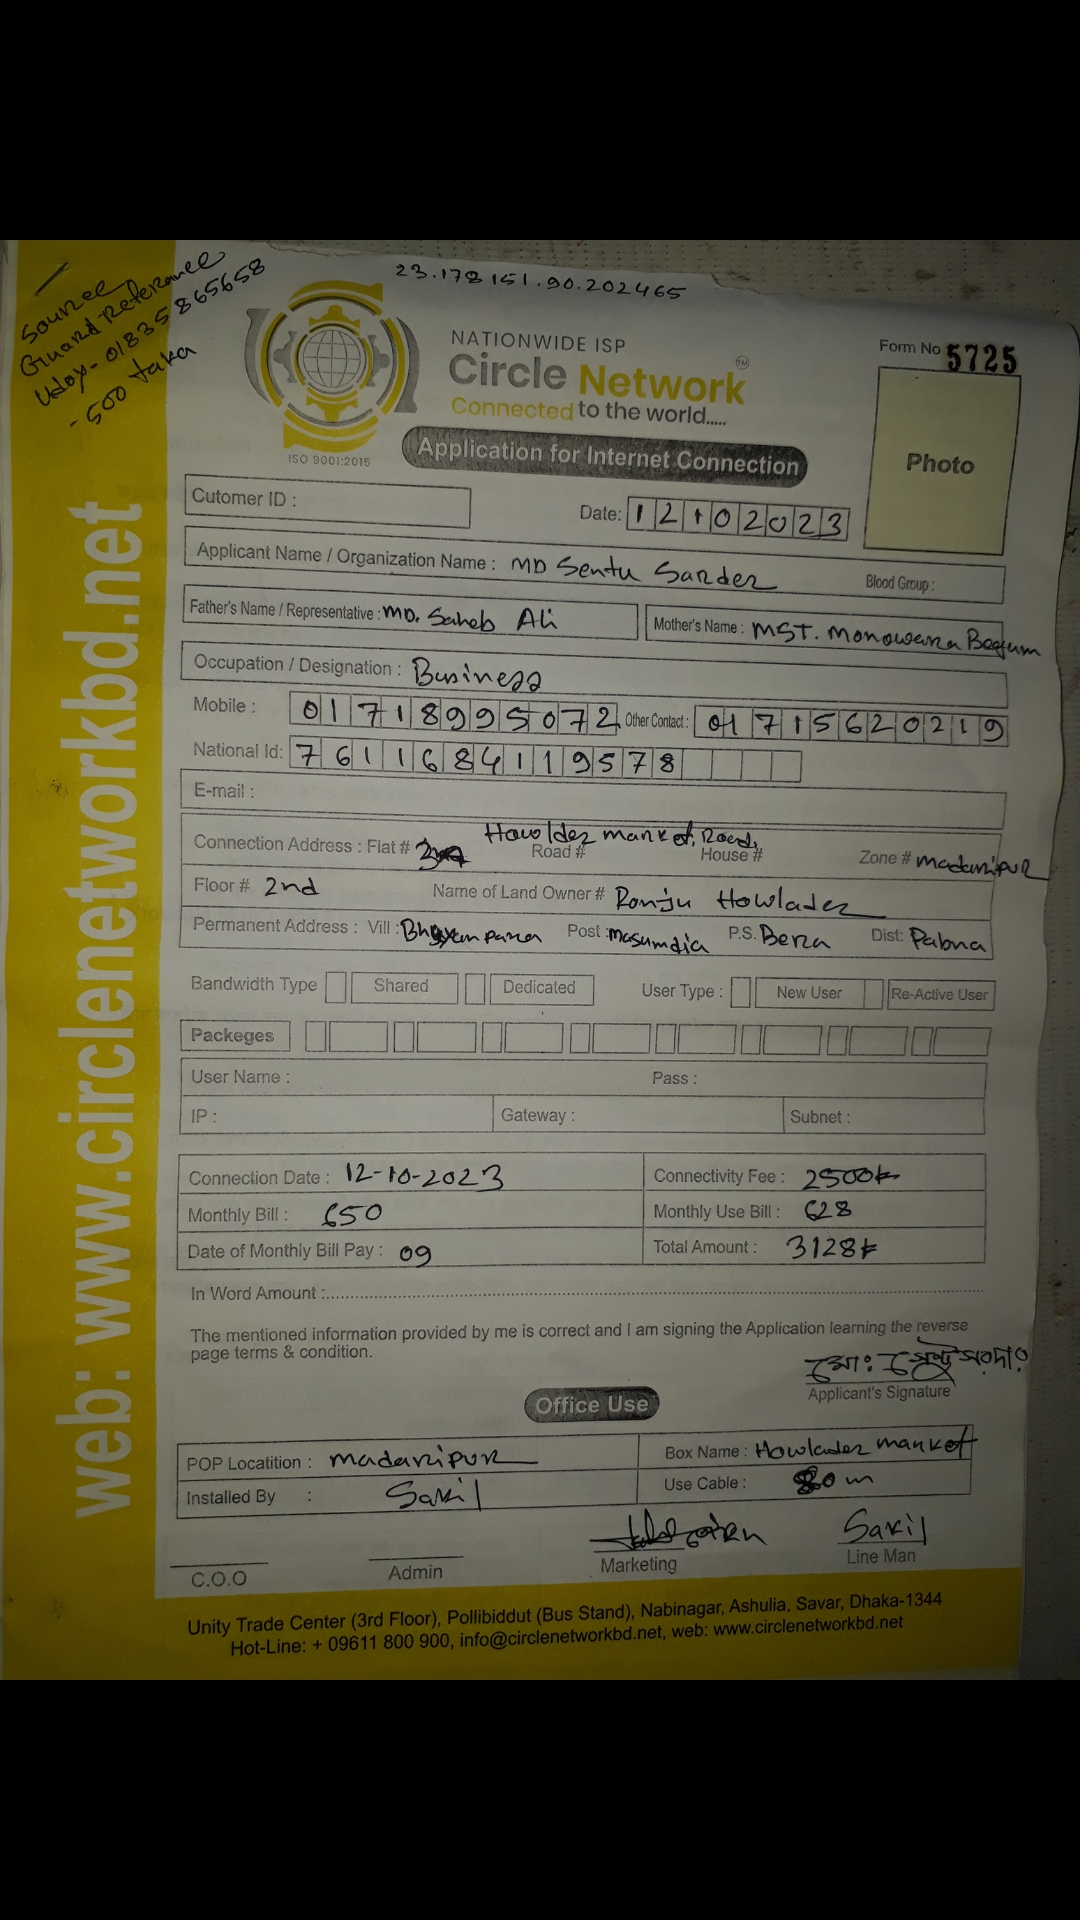 23.178151.90.202465
Source
Guard Reference
Udoy- 01835865658
- 500 taka
NATIONWIDE ISP
Circle Network
TM
Connected to the world.....
ISO 9001:2015
Form No 5725
Application for Internet Connection
Photo
web: www.circlenetworkbd.net
Cutomer ID :
Date: 12102023
Applicant Name / Organization Name : MD Sentu Sarder
Blood Group :
Father's Name / Representative : MD. Saheb Ali
Mother's Name : MST. Monowara Begum
Occupation / Designation : Business
Mobile : 01718995072 Other Contact : 01715620219
National Id: 7611684119578
E-mail :
Connection Address : Flat # Road # Howlder market, Road, House # Zone # madaripur
Floor # 2nd Name of Land Owner # Ronju Howlader
Permanent Address : Vill : Post : masumdia P.S. Bera Dist: Pabna
Bandwidth Type Shared Dedicated User Type : New User Re-Active User
Packeges
User Name : Pass :
IP : Gateway : Subnet :
Connection Date : 12-10-2023 Connectivity Fee : 2500tk
Monthly Bill : 650 Monthly Use Bill : 628
Date of Monthly Bill Pay : 09 Total Amount : 3128tk
In Word Amount :
The mentioned information provided by me is correct and I am signing the Application learning the reverse
page terms & condition.
মোঃ সেন্টু সরদার
Applicant's Signature
Office Use
POP Locatition : madaripur Box Name : Howlader market
Installed By : Sakil Use Cable : 80 m
Sakil
C.O.O Admin Marketing Line Man
Unity Trade Center (3rd Floor), Pollibiddut (Bus Stand), Nabinagar, Ashulia, Savar, Dhaka-1344
Hot-Line: + 09611 800 900, info@circlenetworkbd.net, web: www.circlenetworkbd.net